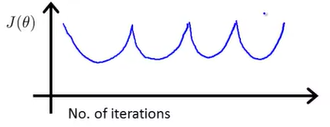 J(θ)
No. of iterations